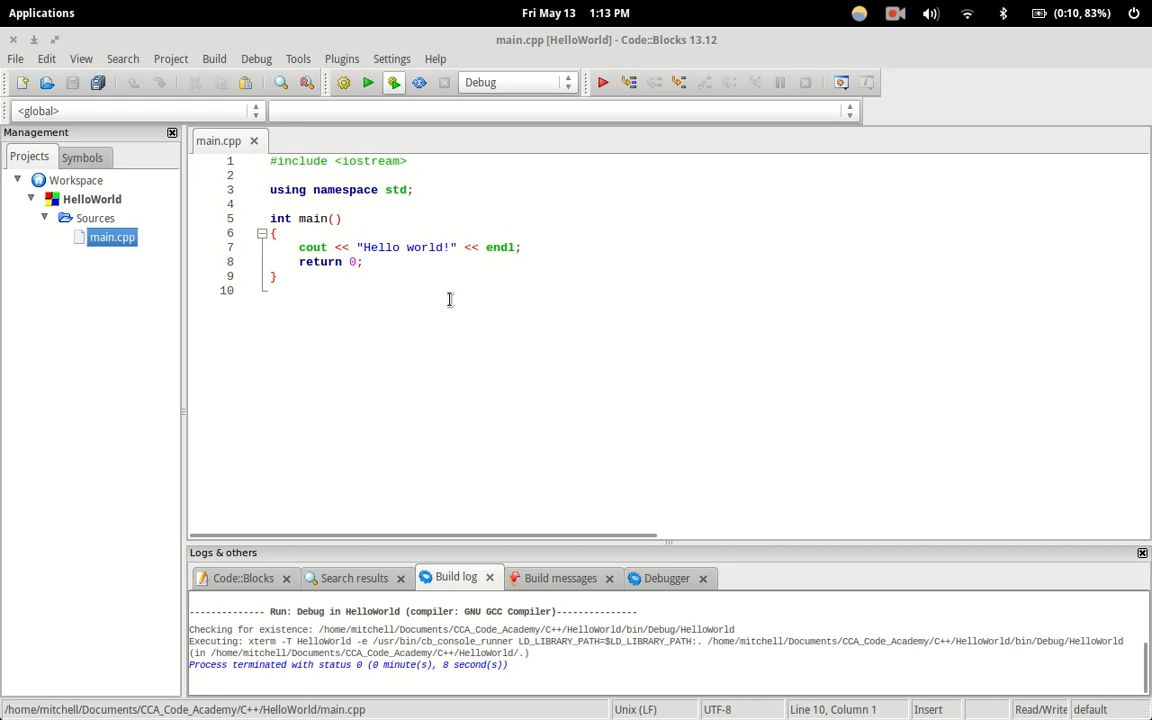 Applications
Fri May 13 1:13 PM
(0:10, 83%)
main.cpp [HelloWorld] - Code::Blocks 13.12
File Edit View Search Project Build Debug Tools Plugins Settings Help
Debug
<global>
Management
Projects Symbols
Workspace
HelloWorld
Sources
main.cpp
main.cpp
1 #include <iostream>
2
3 using namespace std;
4
5 int main()
6 {
7 cout << "Hello world!" << endl;
8 return 0;
9 }
10
Logs & others
Code::Blocks Search results Build log Build messages Debugger
-------------- Run: Debug in HelloWorld (compiler: GNU GCC Compiler)---------------
Checking for existence: /home/mitchell/Documents/CCA_Code_Academy/C++/HelloWorld/bin/Debug/HelloWorld
Executing: xterm -T HelloWorld -e /usr/bin/cb_console_runner LD_LIBRARY_PATH=$LD_LIBRARY_PATH:. /home/mitchell/Documents/CCA_Code_Academy/C++/HelloWorld/bin/Debug/HelloWorld
(in /home/mitchell/Documents/CCA_Code_Academy/C++/HelloWorld/.)
Process terminated with status 0 (0 minute(s), 8 second(s))
/home/mitchell/Documents/CCA_Code_Academy/C++/HelloWorld/main.cpp Unix (LF) UTF-8 Line 10, Column 1 Insert Read/Write default